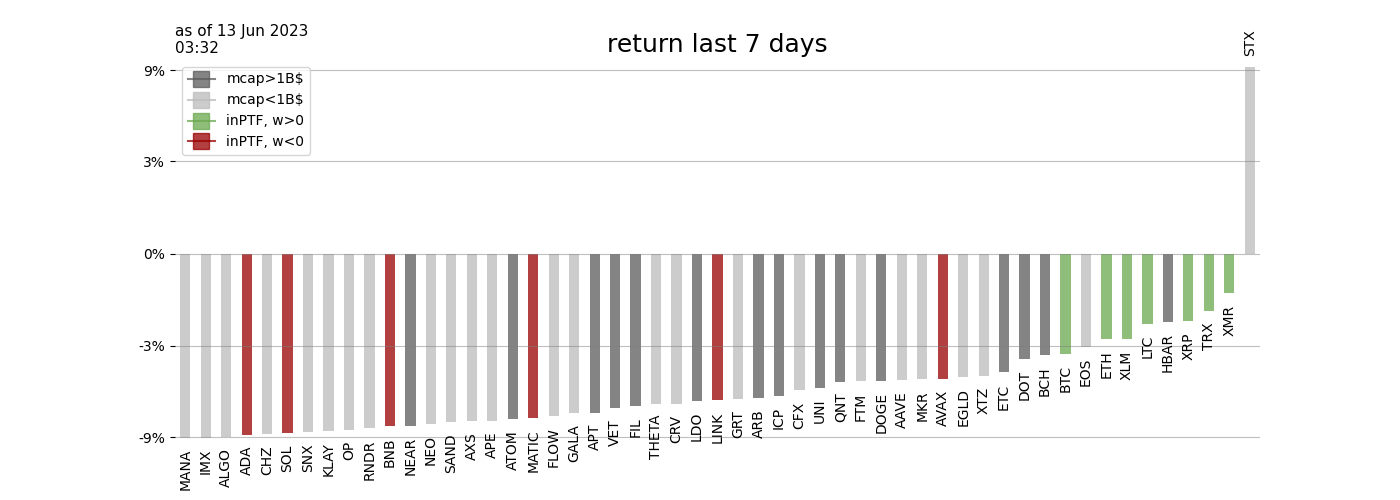 as of 13 Jun 2023
03:32
return last 7 days
mcap>1B$
mcap<1B$
inPTF, w>0
inPTF, w<0
9%
3%
0%
-3%
-9%
MANA
IMX
ALGO
ADA
CHZ
SOL
SNX
KLAY
OP
RNDR
BNB
NEAR
NEO
SAND
AXS
APE
ATOM
MATIC
FLOW
GALA
APT
VET
FIL
THETA
CRV
LDO
LINK
GRT
ARB
ICP
CFX
UNI
QNT
FTM
DOGE
AAVE
MKR
AVAX
EGLD
XTZ
ETC
DOT
BCH
BTC
EOS
ETH
XLM
LTC
HBAR
XRP
TRX
XMR
STX